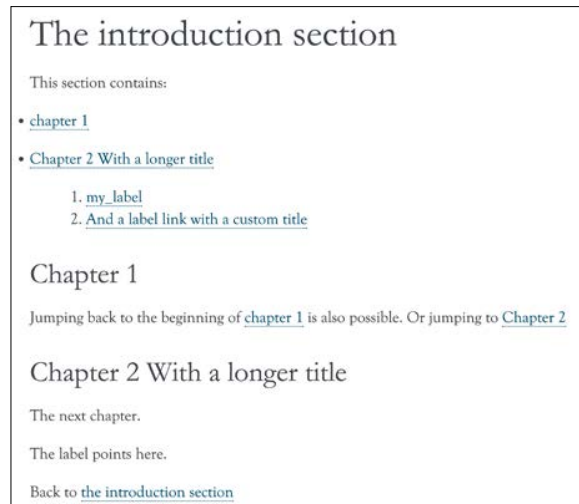 The introduction section
This section contains:
• chapter 1
• Chapter 2 With a longer title
1. my_label
2. And a label link with a custom title
Chapter 1
Jumping back to the beginning of chapter 1 is also possible. Or jumping to Chapter 2
Chapter 2 With a longer title
The next chapter.
The label points here.
Back to the introduction section